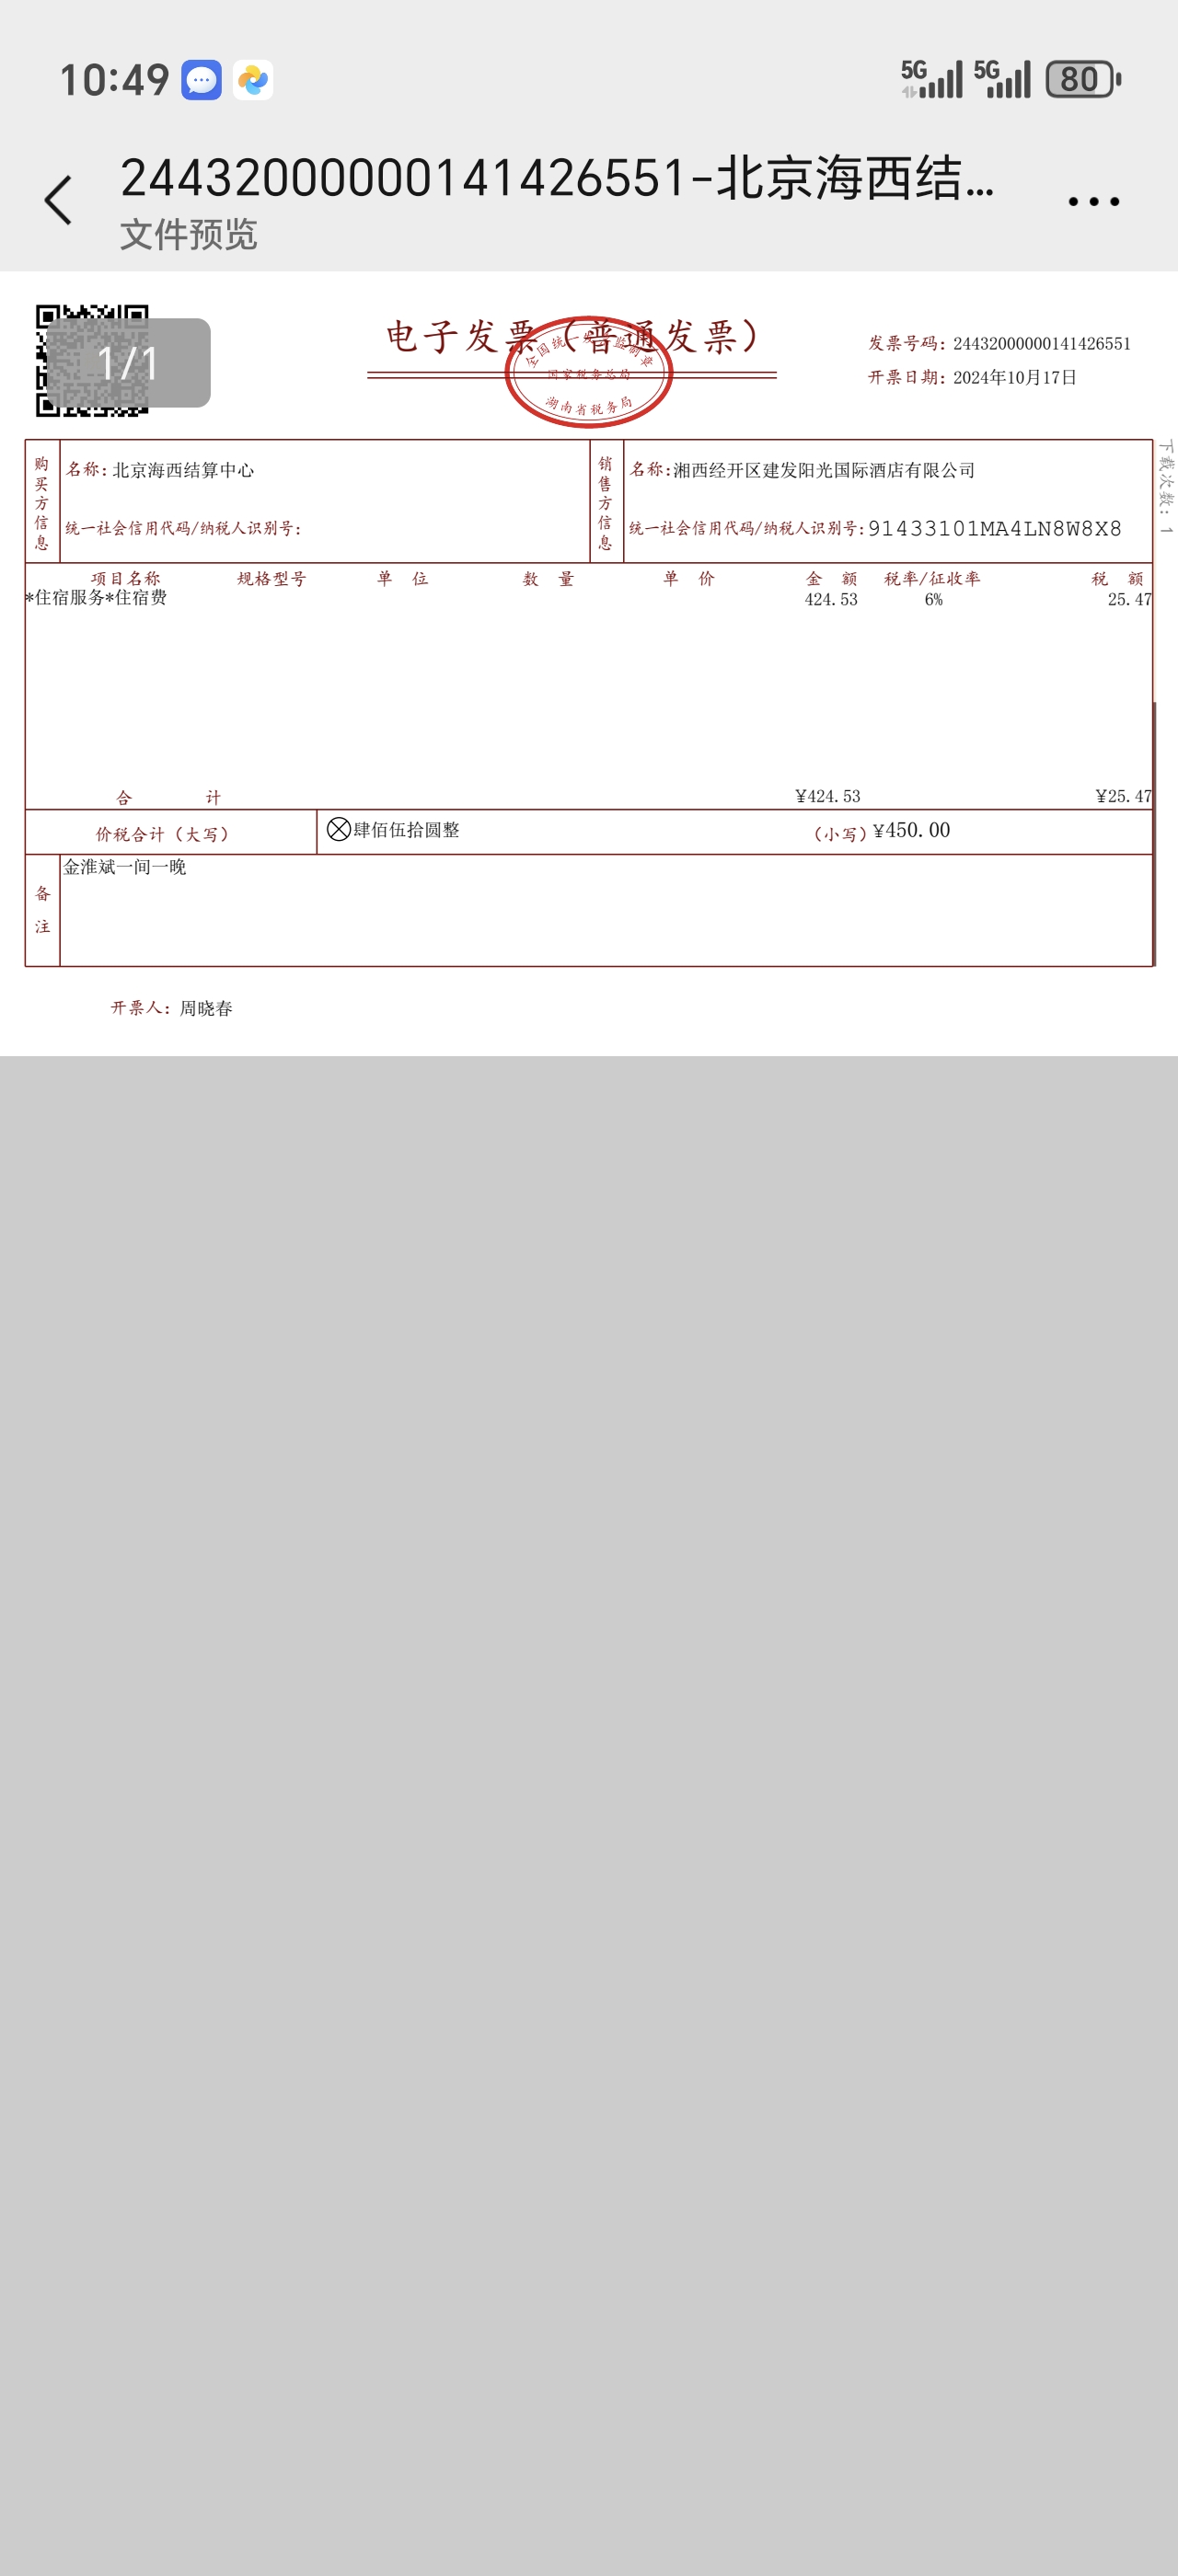 10:49
5G 5G 80
24432000000141426551-北京海西结...
文件预览
1/1
电子发票（普通发票）
全国统一发票监制章
国家税务总局
湖南省税务局
发票号码：24432000000141426551
开票日期：2024年10月17日
下载次数：1
购买方信息
名称：北京海西结算中心
统一社会信用代码/纳税人识别号：
销售方信息
名称：湘西经开区建发阳光国际酒店有限公司
统一社会信用代码/纳税人识别号：91433101MA4LN8W8X8
项目名称 规格型号 单位 数量 单价 金额 税率/征收率 税额
*住宿服务*住宿费 424.53 6% 25.47
合计 ¥424.53 ¥25.47
价税合计（大写） 肆佰伍拾圆整 （小写）¥450.00
备注
金淮斌一间一晚
开票人：周晓春